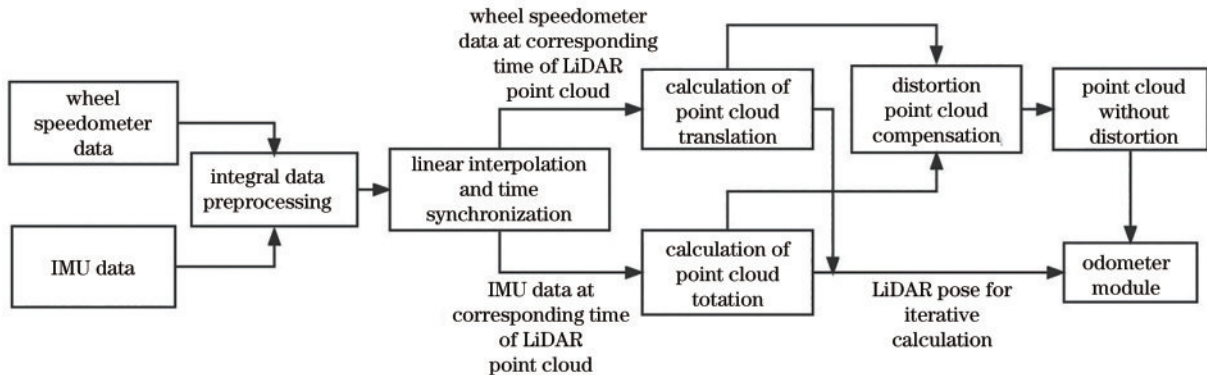 wheel
speedometer
data
IMU data
integral data
preprocessing
linear interpolation
and time
synchronization
wheel speedometer
data at corresponding
time of LiDAR
point cloud
IMU data at
corresponding time
of LiDAR
point cloud
calculation of
point cloud
translation
calculation of
point cloud
totation
distortion
point cloud
compensation
point cloud
without
distortion
LiDAR pose for
iterative
calculation
odometer
module